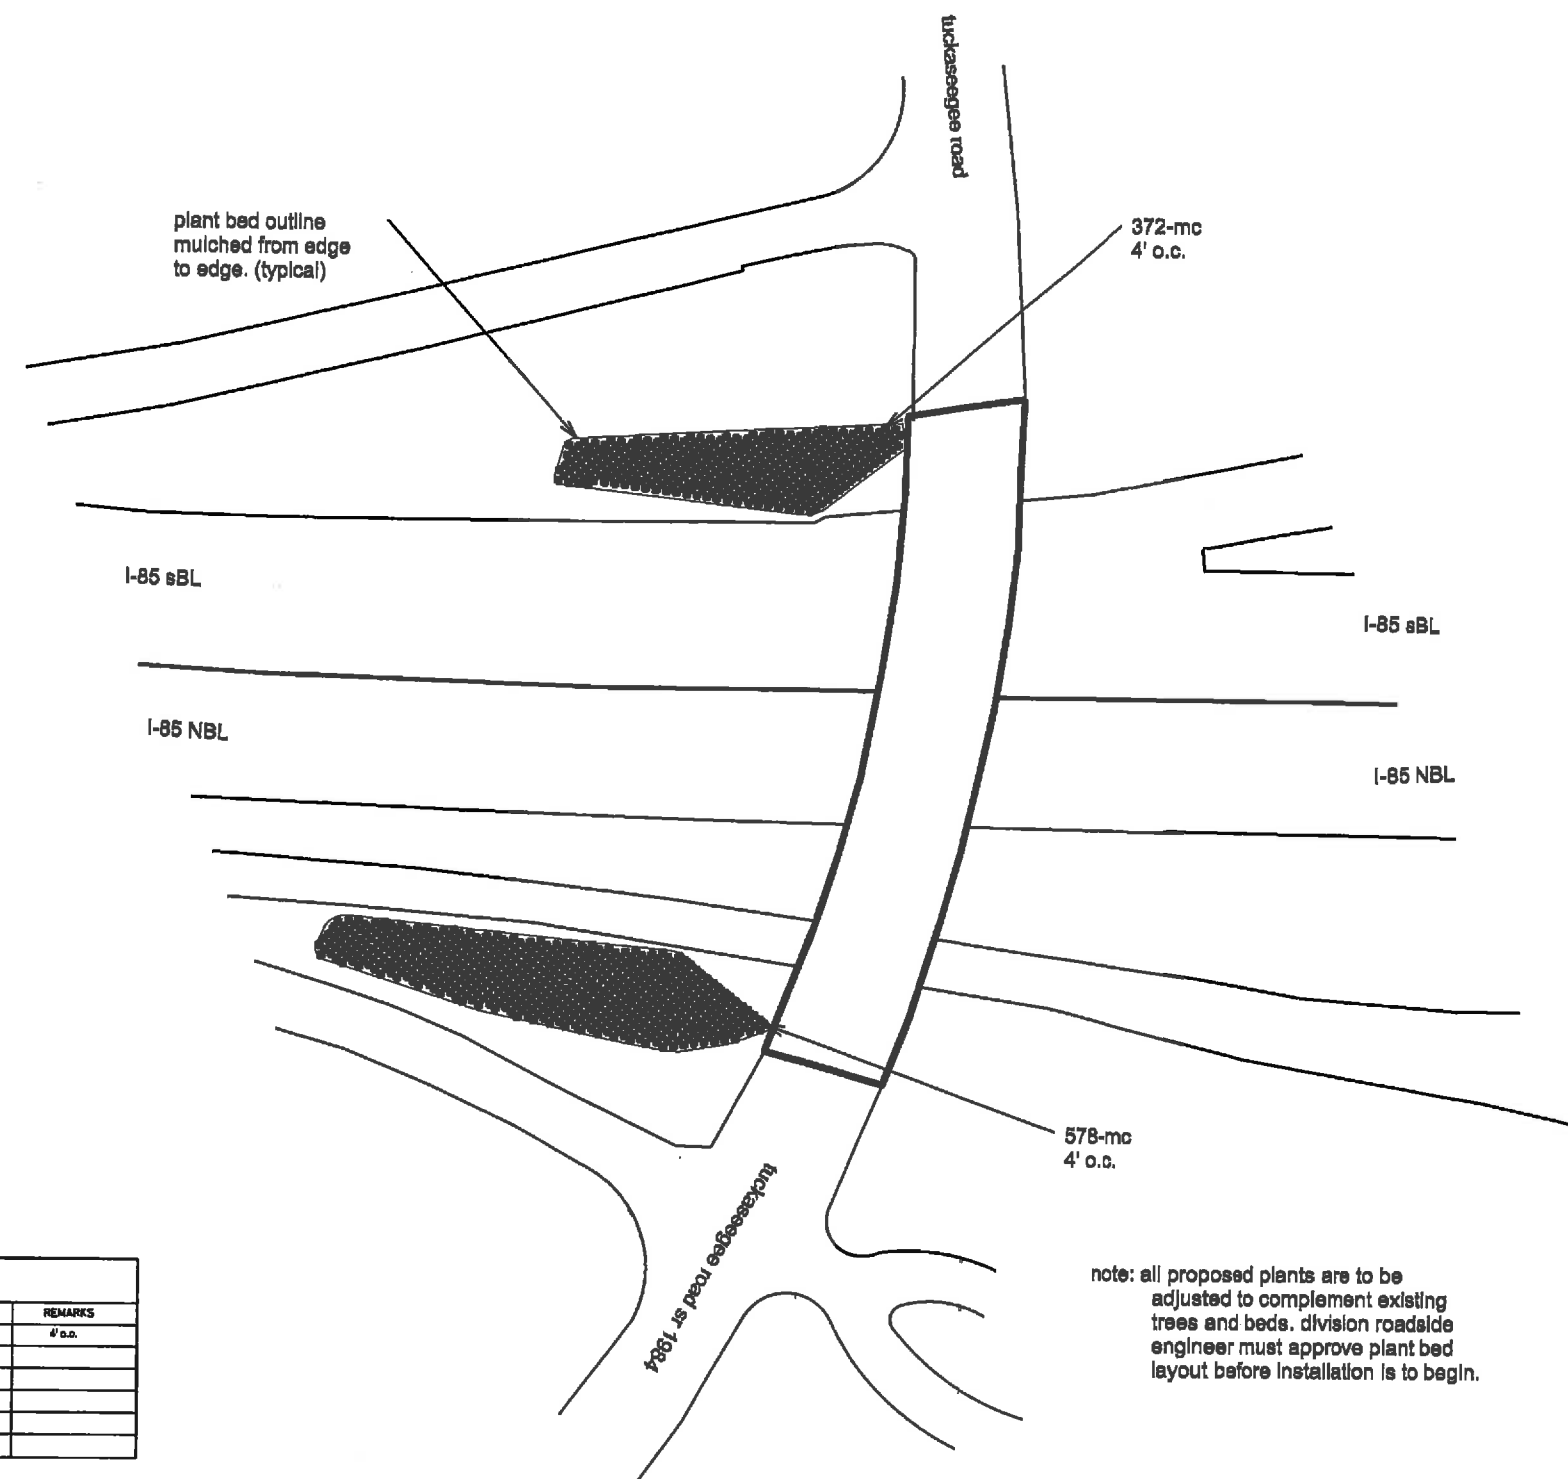 tuckaseegee road
plant bed outline
mulched from edge
to edge. (typical)
372-mc
4' o.c.
I-85 sBL
I-85 sBL
I-85 NBL
I-85 NBL
578-mc
4' o.c.
tuckaseegee road sr 1984
REMARKS
4' o.c.
note: all proposed plants are to be
adjusted to complement existing
trees and beds. division roadside
engineer must approve plant bed
layout before installation is to begin.